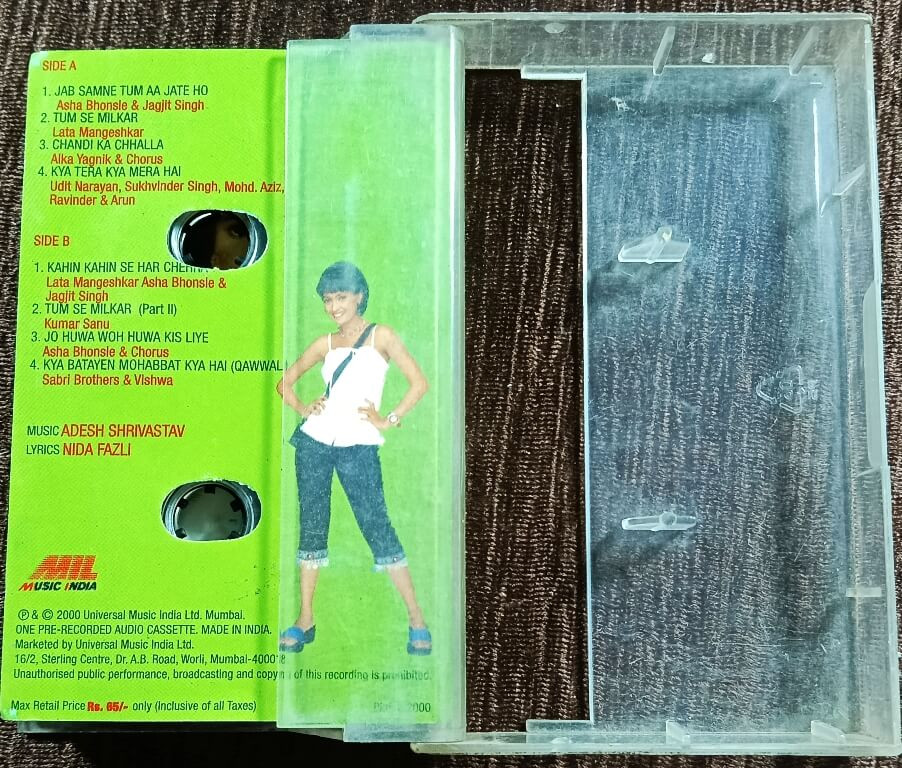 SIDE A
1. JAB SAMNE TUM AA JATE HO
Asha Bhonsle & Jagjit Singh
2. TUM SE MILKAR
Lata Mangeshkar
3. CHANDI KA CHHALLA
Alka Yagnik & Chorus
4. KYA TERA KYA MERA HAI
Udit Narayan, Sukhvinder Singh, Mohd. Aziz,
Ravinder & Arun
SIDE B
1. KAHIN KAHIN SE HAR
Lata Mangeshkar Asha Bhonsle &
Jagjit Singh
2. TUM SE MILKAR (Part II)
Kumar Sanu
3. JO HUWA WOH HUWA KIS LIYE
Asha Bhonsle & Chorus
4. KYA BATAYEN MOHABBAT KYA HAI (QAWWAL
Sabri Brothers & Vishwa
MUSIC ADESH SHRIVASTAV
LYRICS NIDA FAZLI
MIL
MUSIC INDIA
℗ & © 2000 Universal Music India Ltd. Mumbai.
ONE PRE-RECORDED AUDIO CASSETTE. MADE IN INDIA.
Marketed by Universal Music India Ltd.
16/2, Sterling Centre, Dr. A.B. Road, Worli, Mumbai-400018
Unauthorised public performance, broadcasting and copying of this recording is prohibited.
Max Retail Price Rs. 65/- only (Inclusive of all Taxes)
2000